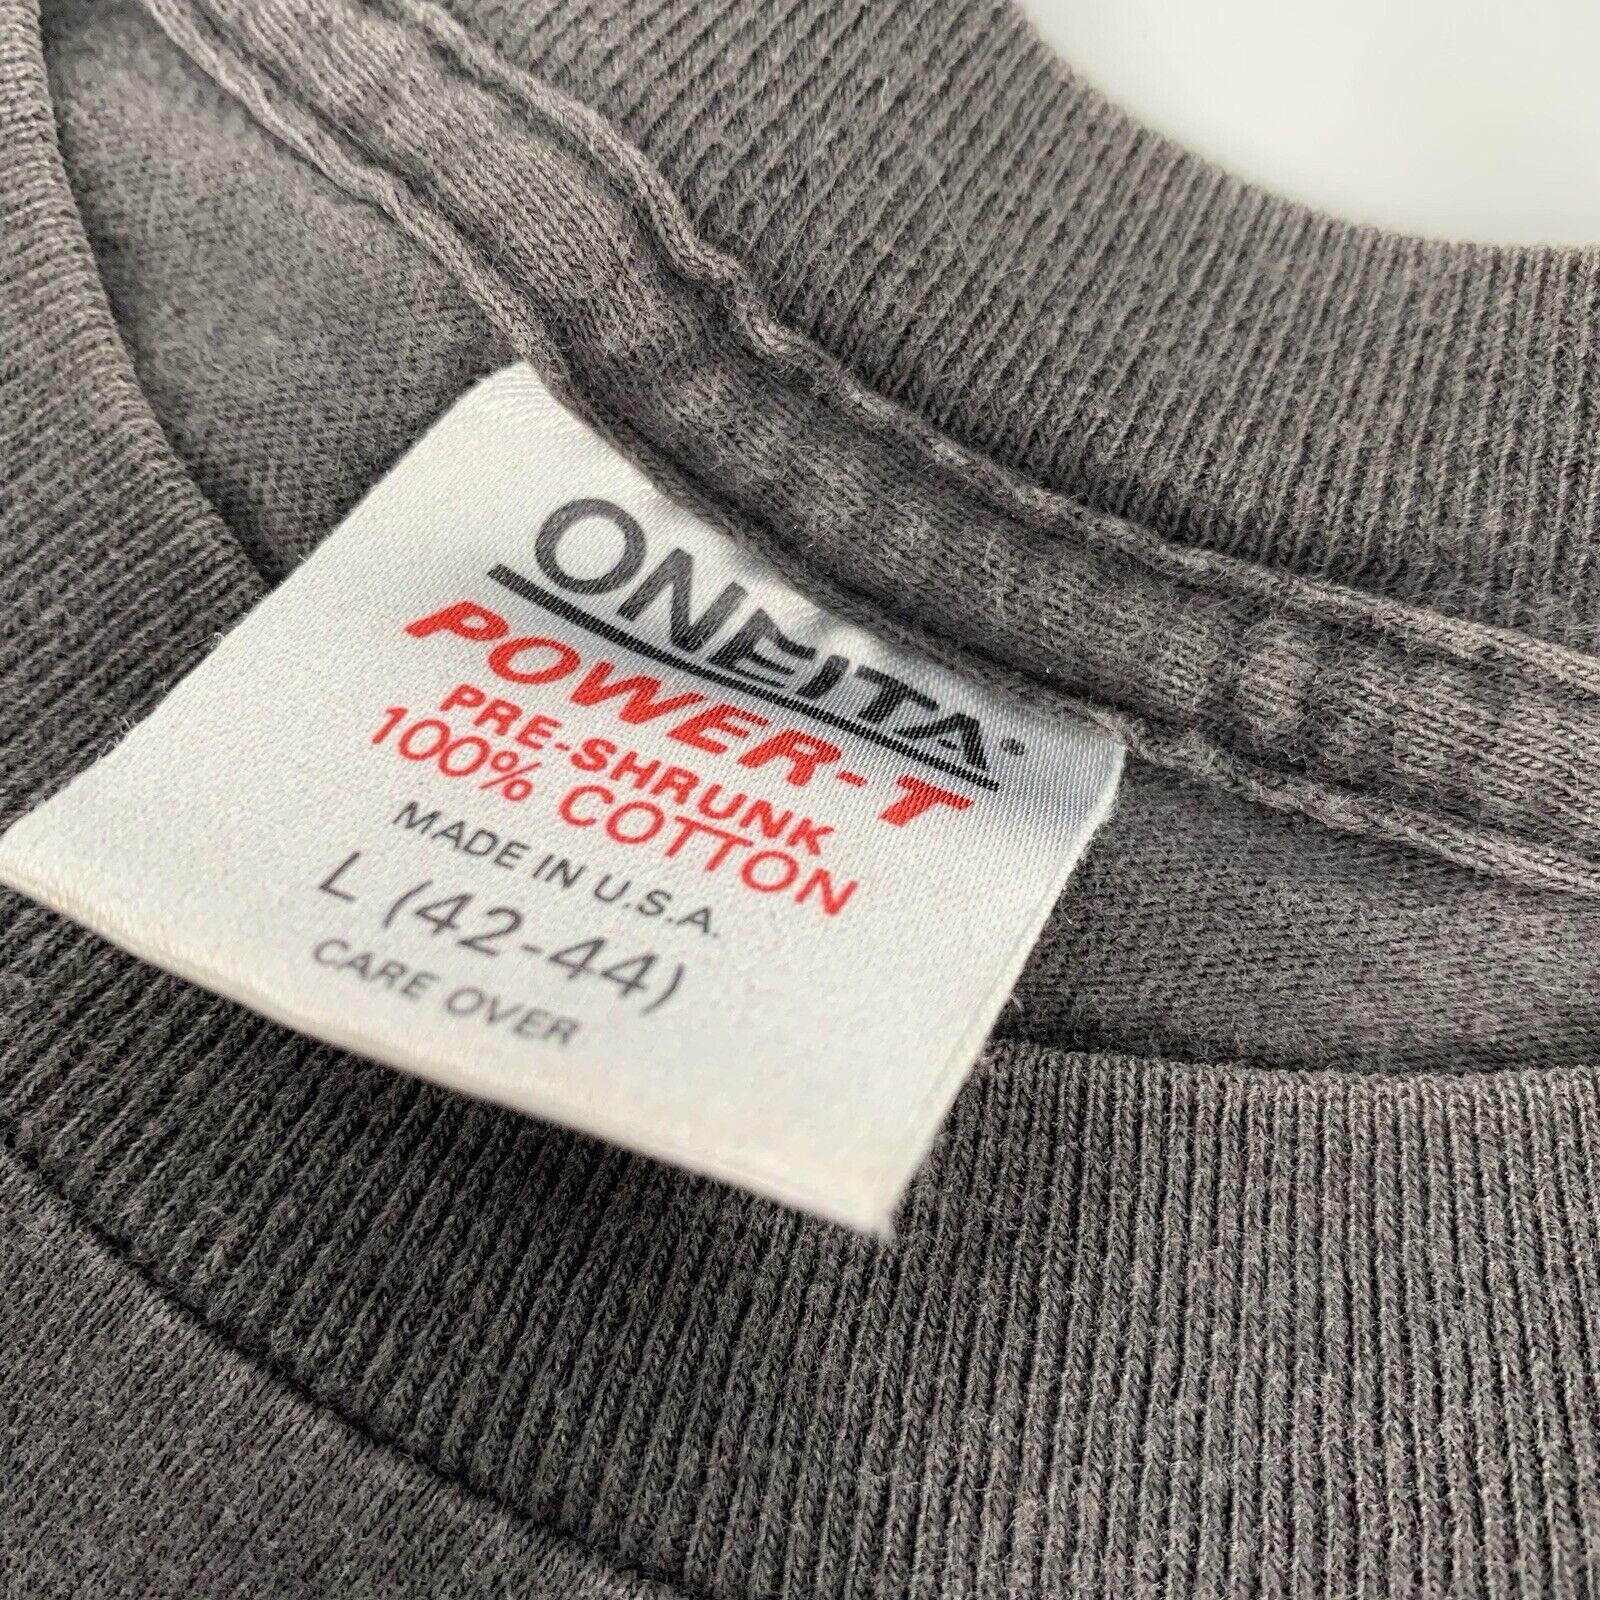 ONEITA®
POWER-T
PRE-SHRUNK
100% COTTON
MADE IN U.S.A.
L (42-44)
CARE OVER